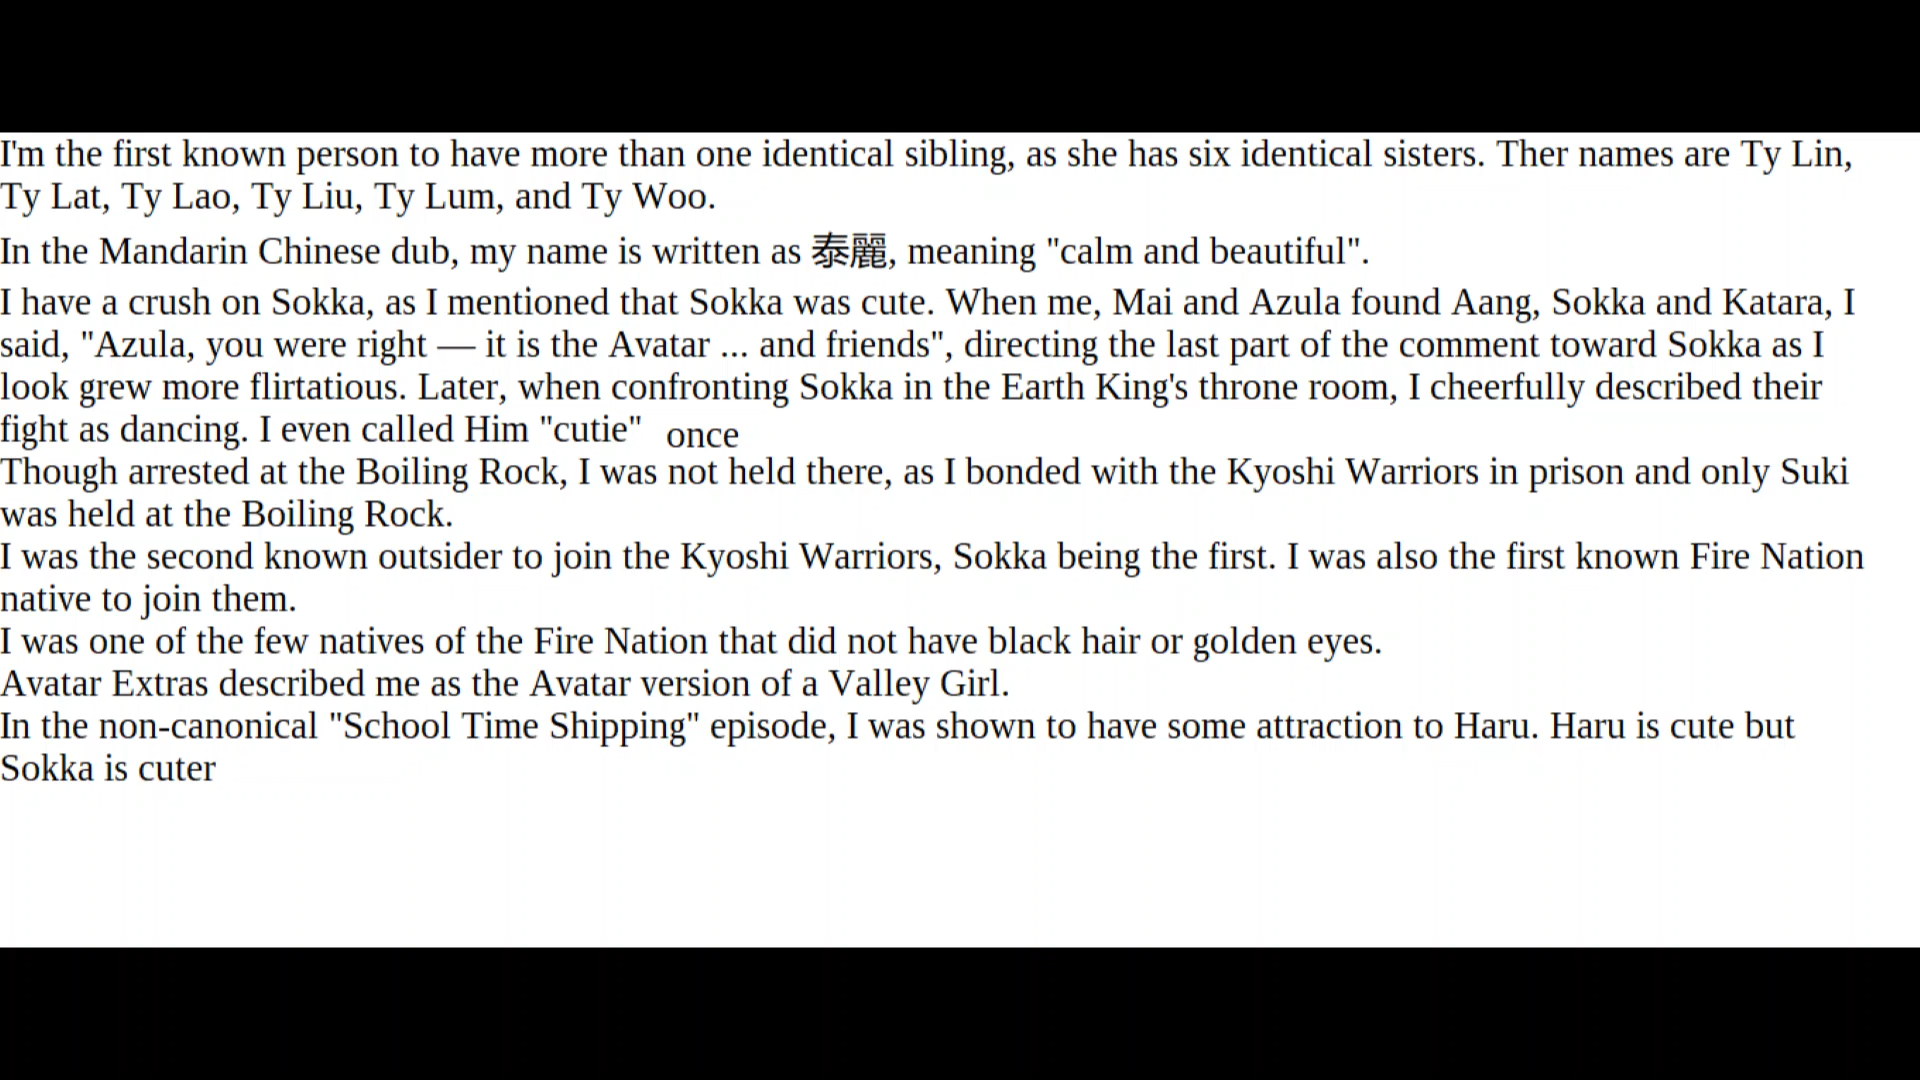 I'm the first known person to have more than one identical sibling, as she has six identical sisters. Ther names are Ty Lin,
Ty Lat, Ty Lao, Ty Liu, Ty Lum, and Ty Woo.
In the Mandarin Chinese dub, my name is written as 泰麗, meaning "calm and beautiful".
I have a crush on Sokka, as I mentioned that Sokka was cute. When me, Mai and Azula found Aang, Sokka and Katara, I
said, "Azula, you were right — it is the Avatar ... and friends", directing the last part of the comment toward Sokka as I
look grew more flirtatious. Later, when confronting Sokka in the Earth King's throne room, I cheerfully described their
fight as dancing. I even called Him "cutie" once
Though arrested at the Boiling Rock, I was not held there, as I bonded with the Kyoshi Warriors in prison and only Suki
was held at the Boiling Rock.
I was the second known outsider to join the Kyoshi Warriors, Sokka being the first. I was also the first known Fire Nation
native to join them.
I was one of the few natives of the Fire Nation that did not have black hair or golden eyes.
Avatar Extras described me as the Avatar version of a Valley Girl.
In the non-canonical "School Time Shipping" episode, I was shown to have some attraction to Haru. Haru is cute but
Sokka is cuter